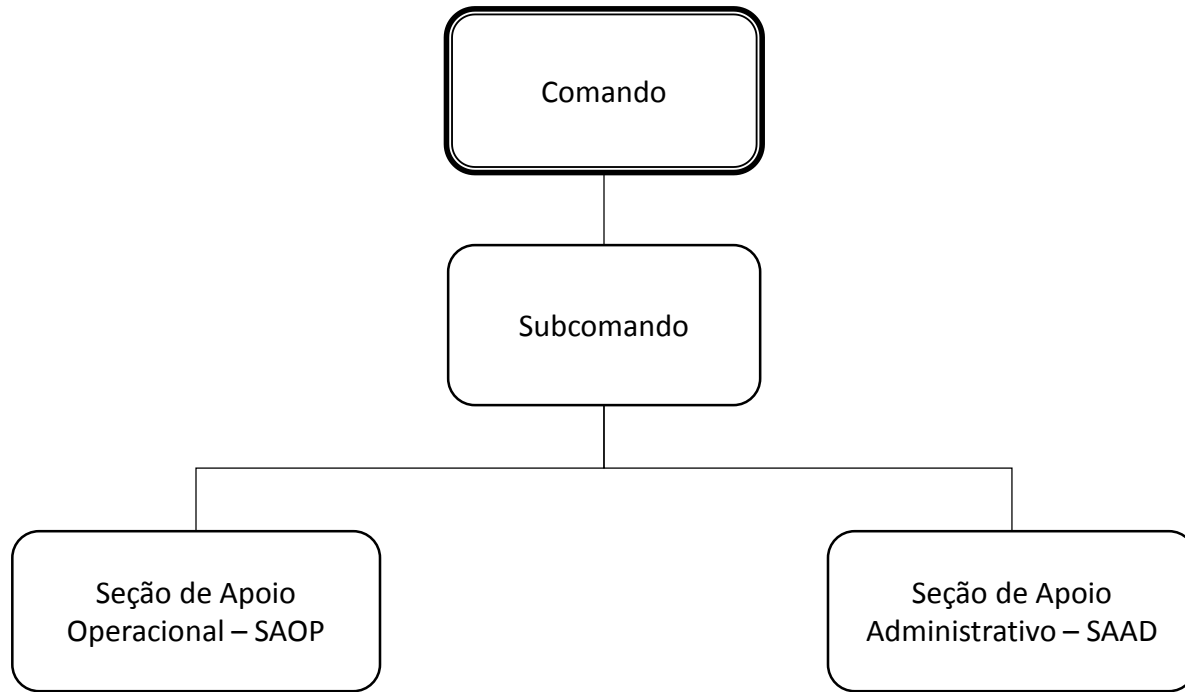 Comando
Subcomando
Seção de Apoio
Operacional – SAOP
Seção de Apoio
Administrativo – SAAD